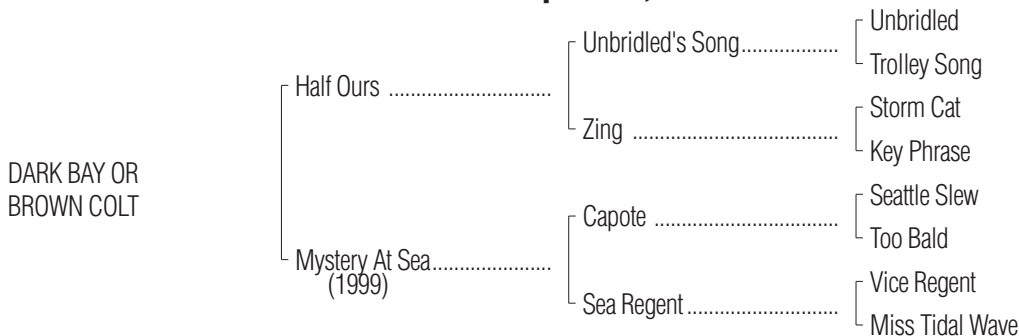 Unbridled
Unbridled's Song..................
Trolley Song
Half Ours .............................
Storm Cat
Zing ......................................
Key Phrase
DARK BAY OR
BROWN COLT
Seattle Slew
Capote ..................................
Too Bald
Mystery At Sea...........................
(1999)
Vice Regent
Sea Regent............................
Miss Tidal Wave